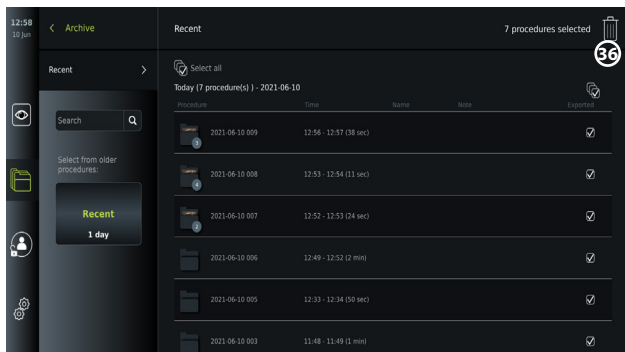 12:58
10 Jun
Archive
Recent
7 procedures selected
36
Recent
Select all
Today (7 procedure(s) ) - 2021-06-10
Procedure Time Name Note Exported
Search
Select from older
procedures:
Recent
1 day
3
2021-06-10 009 12:56 - 12:57 (38 sec)
4
2021-06-10 008 12:53 - 12:54 (11 sec)
2
2021-06-10 007 12:52 - 12:53 (24 sec)
2021-06-10 006 12:49 - 12:52 (2 min)
2021-06-10 005 12:33 - 12:34 (50 sec)
2021-06-10 003 11:48 - 11:49 (1 min)